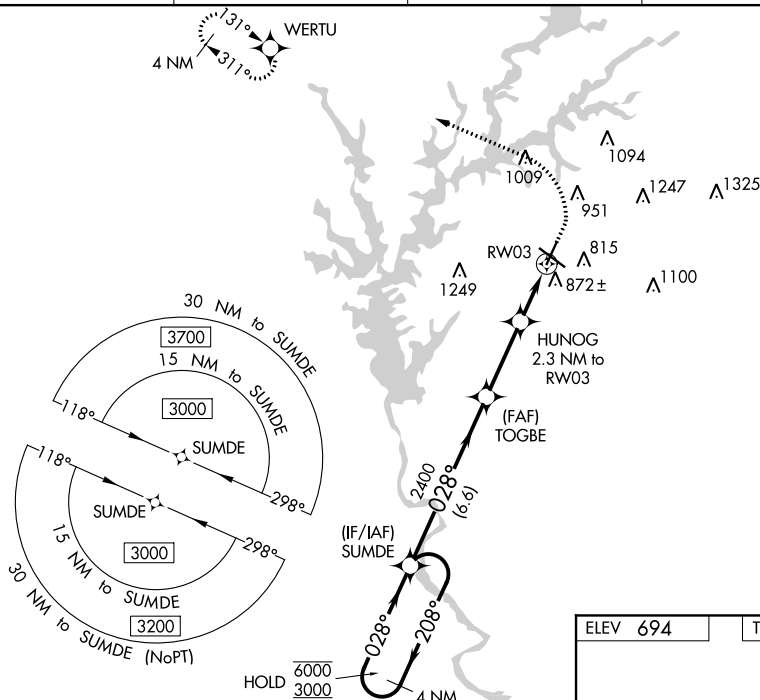 131°
WERTU
4 NM
311°
1009
1094
951
1247
1325
RW03
815
1249
872±
1100
HUNOG
2.3 NM to
RW03
(FAF)
TOGBE
30 NM to SUMDE
3700
15 NM to SUMDE
3000
118°
SUMDE
298°
118°
SUMDE
298°
3000
15 NM to SUMDE
3200
30 NM to SUMDE (NoPT)
2400
028°
(6.6)
(IF/IAF)
SUMDE
028°
208°
HOLD
6000
3000
4 NM
ELEV 694
T